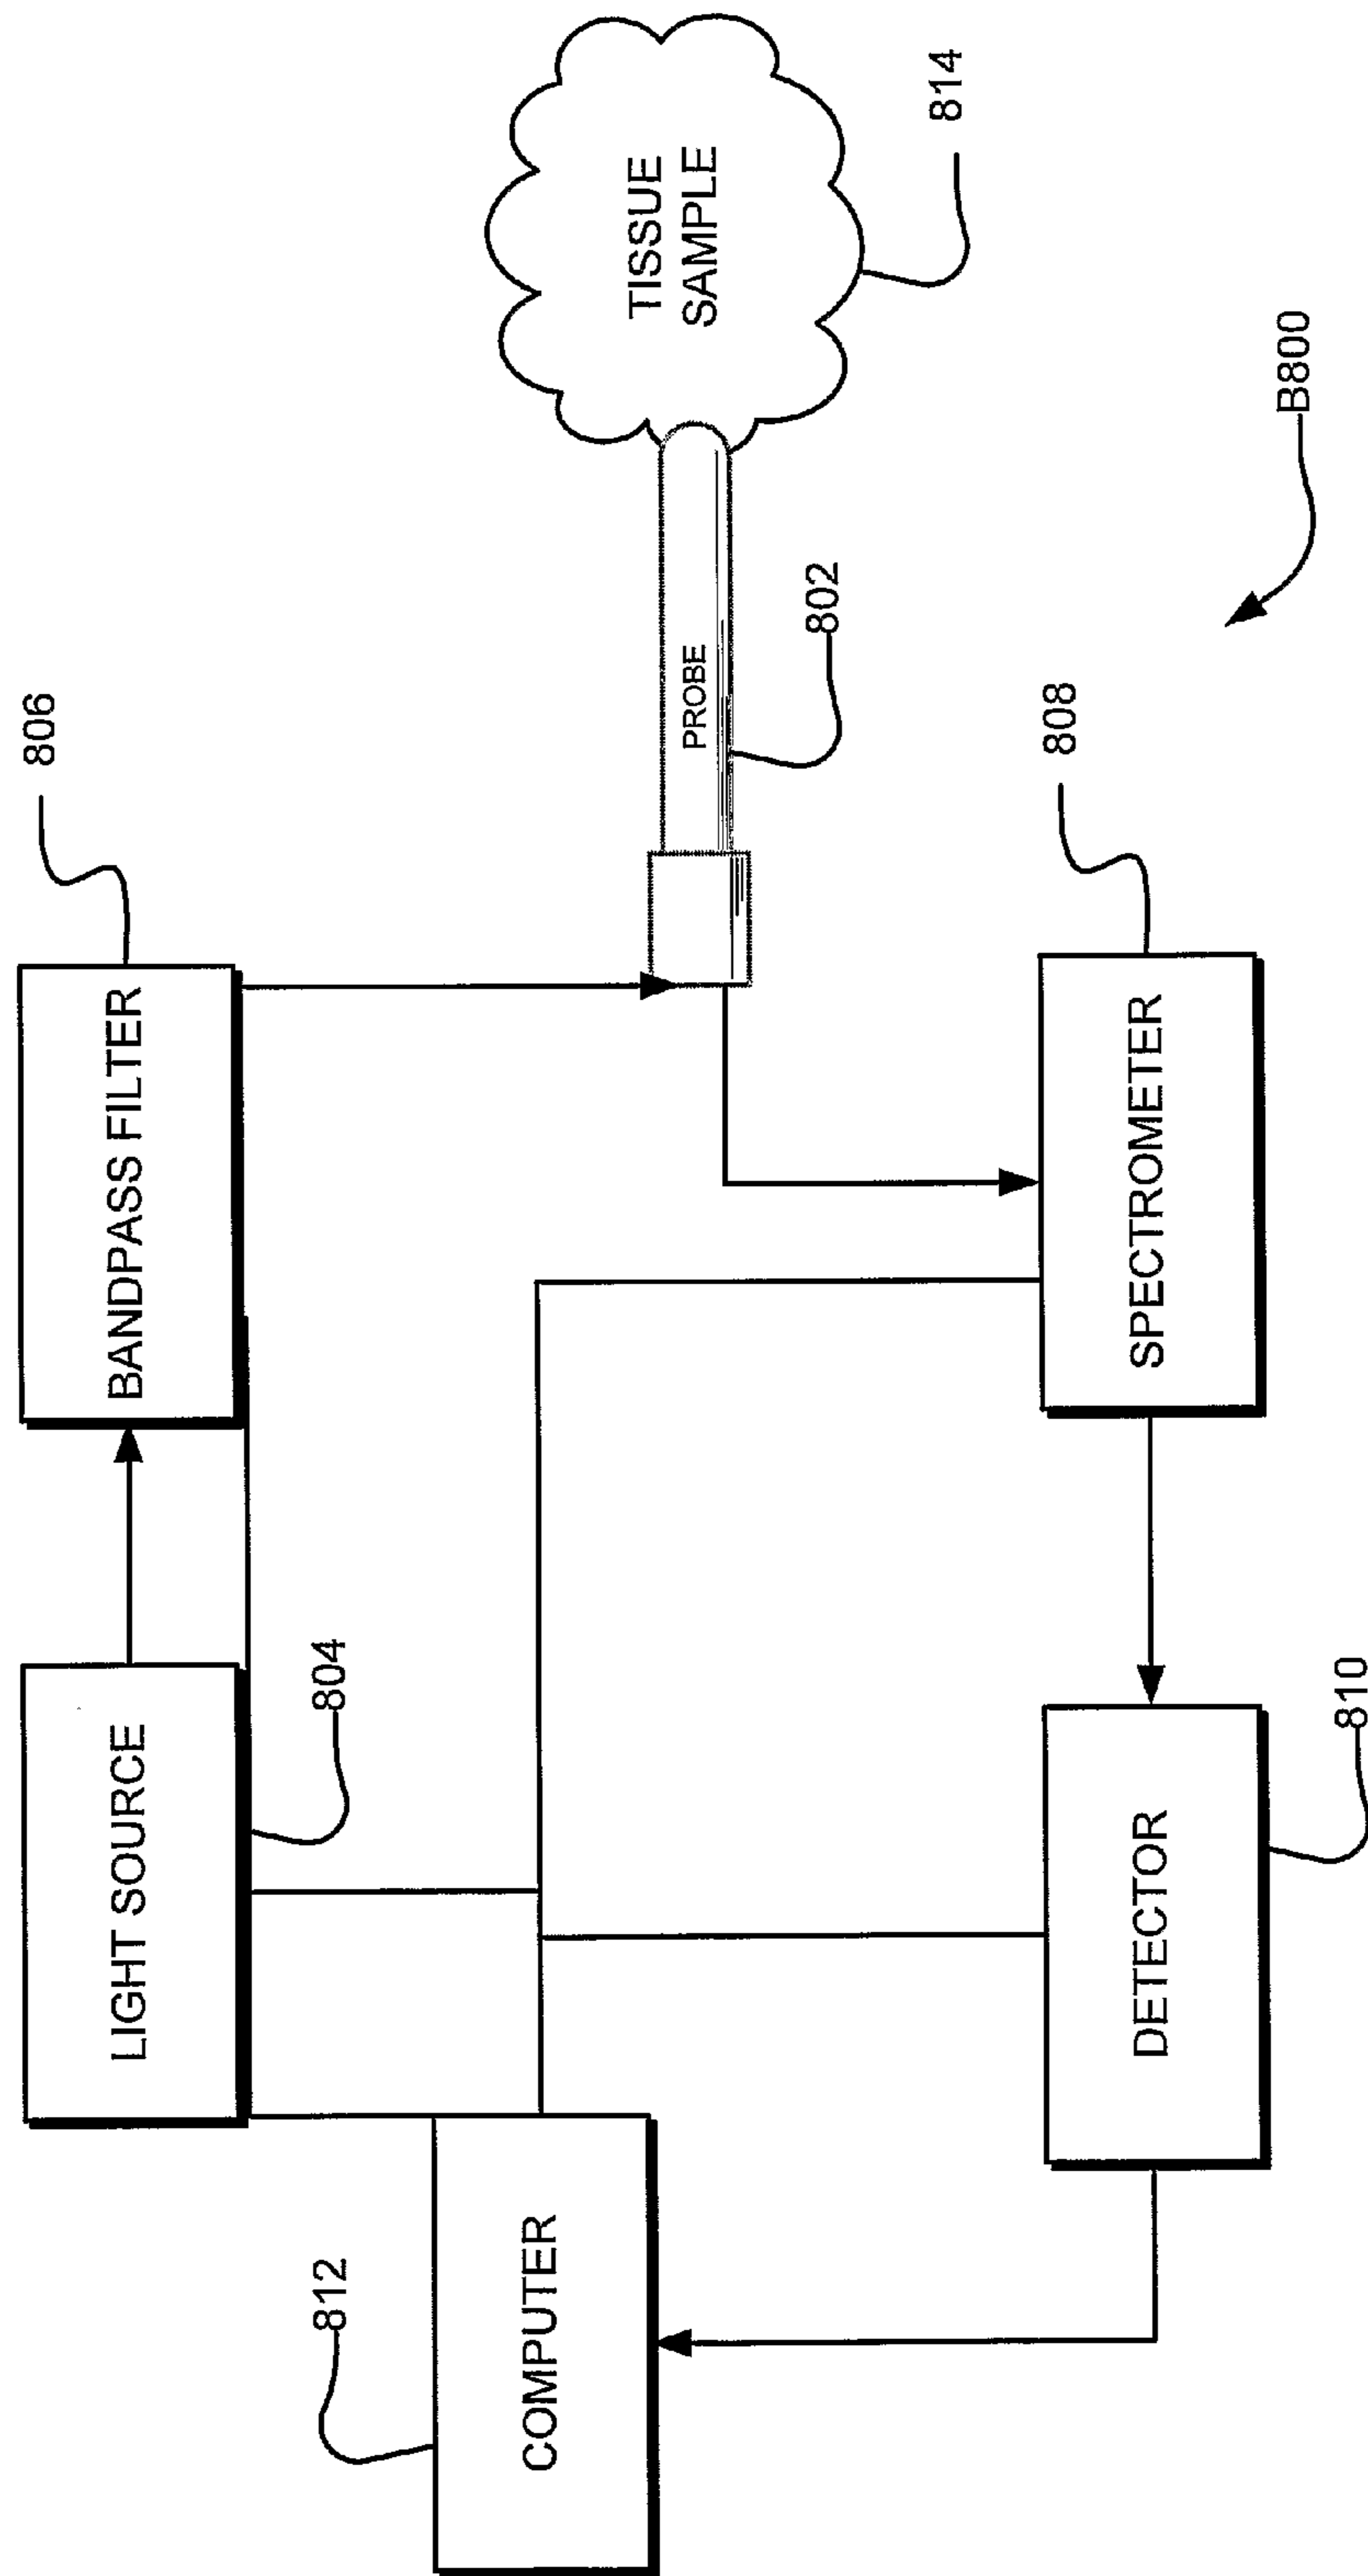 812
COMPUTER
LIGHT SOURCE
804
BANDPASS FILTER
806
PROBE
802
TISSUE
SAMPLE
814
DETECTOR
810
SPECTROMETER
808
B800